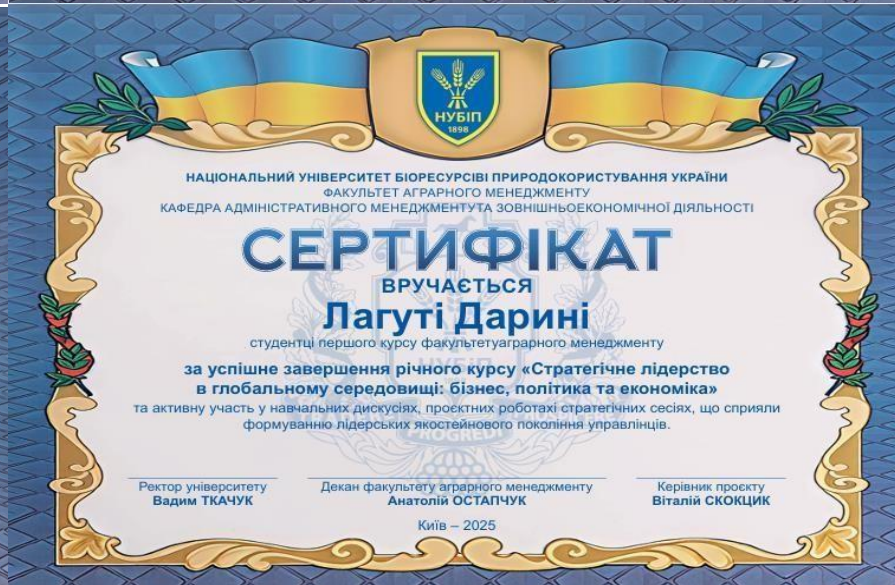 НУБІП
1898
НАЦІОНАЛЬНИЙ УНІВЕРСИТЕТ БІОРЕСУРСІВІ ПРИРОДОКОРИСТУВАННЯ УКРАЇНИ
ФАКУЛЬТЕТ АГРАРНОГО МЕНЕДЖМЕНТУ
КАФЕДРА АДМІНІСТРАТИВНОГО МЕНЕДЖМЕНТУТА ЗОВНІШНЬОЕКОНОМІЧНОЇ ДІЯЛЬНОСТІ
СЕРТИФІКАТ
ВРУЧАЄТЬСЯ
Лагуті Дарині
студентці першого курсу факультетуаграрного менеджменту
за успішне завершення річного курсу «Стратегічне лідерство
в глобальному середовищі: бізнес, політика та економіка»
та активну участь у навчальних дискусіях, проєктних роботахі стратегічних сесіях, що сприяли
формуванню лідерських якостейнового покоління управлінців.
Ректор університету
Вадим ТКАЧУК
Декан факультету аграрного менеджменту
Анатолій ОСТАПЧУК
Керівник проєкту
Віталій СКОКЦИК
Київ – 2025